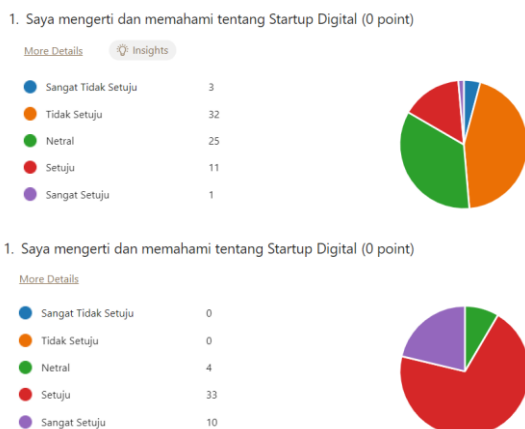 1. Saya mengerti dan memahami tentang Startup Digital (0 point)
More Details Insights
Sangat Tidak Setuju 3
Tidak Setuju 32
Netral 25
Setuju 11
Sangat Setuju 1
1. Saya mengerti dan memahami tentang Startup Digital (0 point)
More Details
Sangat Tidak Setuju 0
Tidak Setuju 0
Netral 4
Setuju 33
Sangat Setuju 10